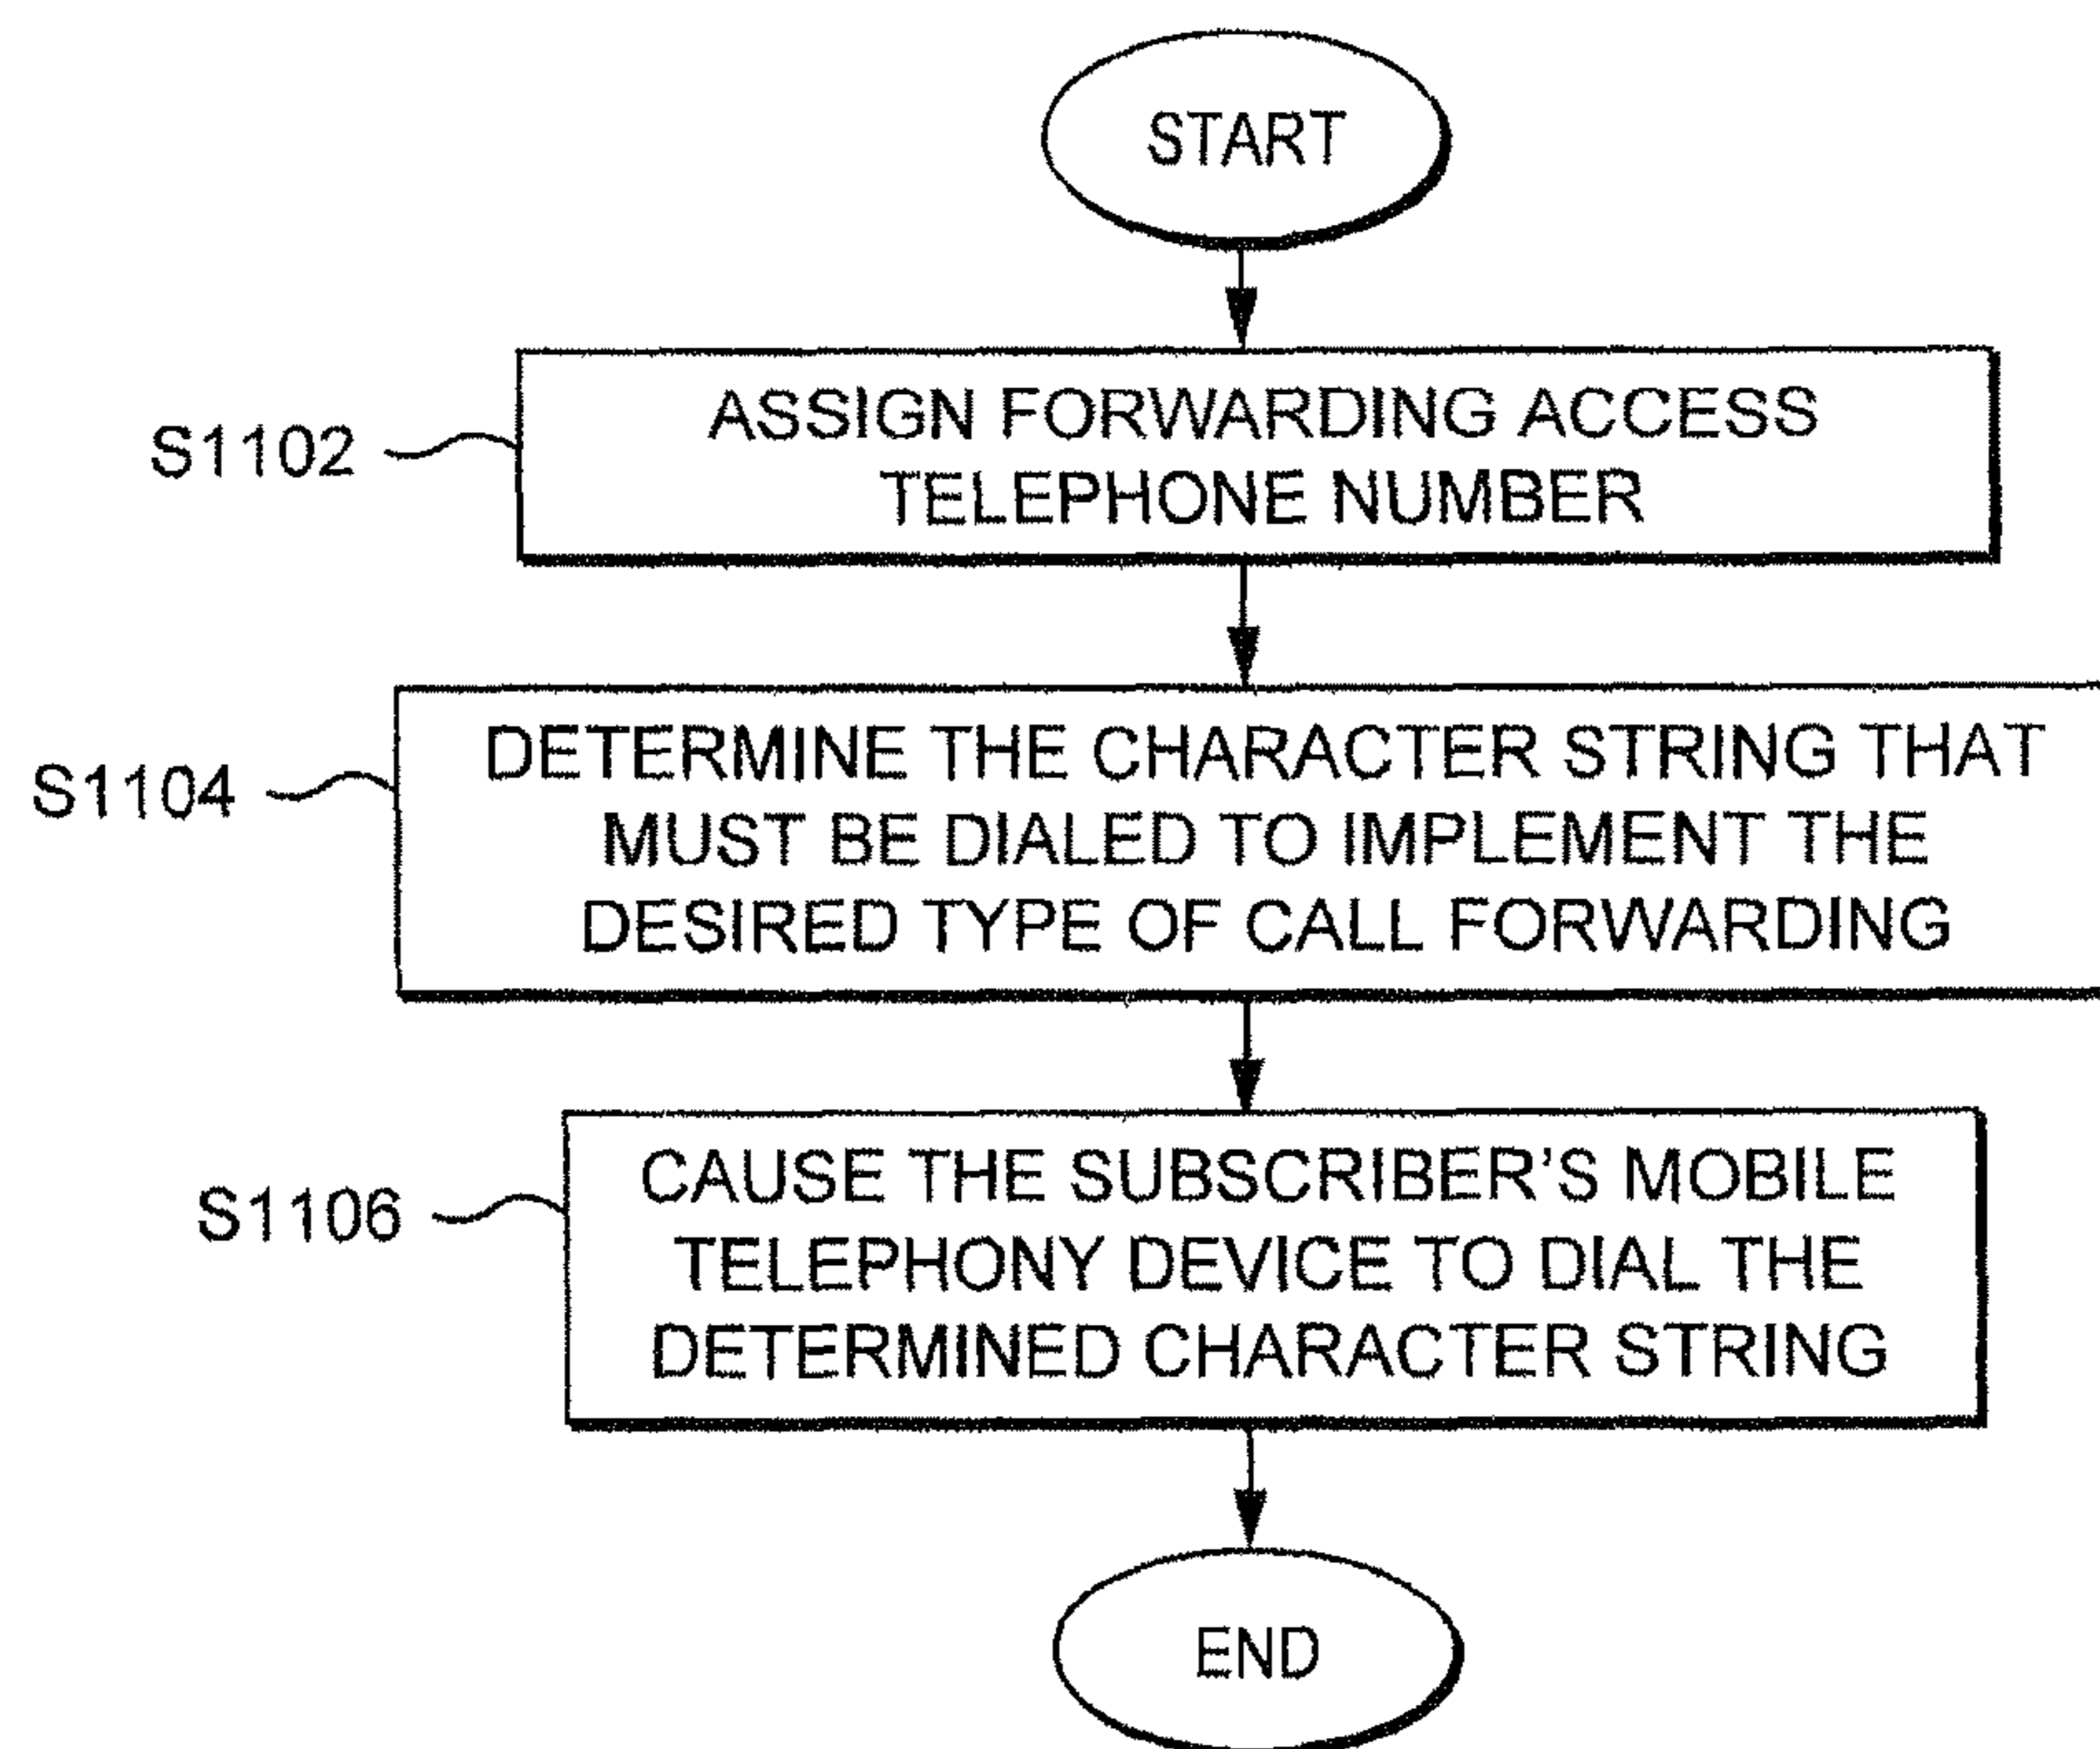 START
S1102
ASSIGN FORWARDING ACCESS
TELEPHONE NUMBER
S1104
DETERMINE THE CHARACTER STRING THAT
MUST BE DIALED TO IMPLEMENT THE
DESIRED TYPE OF CALL FORWARDING
S1106
CAUSE THE SUBSCRIBER’S MOBILE
TELEPHONY DEVICE TO DIAL THE
DETERMINED CHARACTER STRING
END